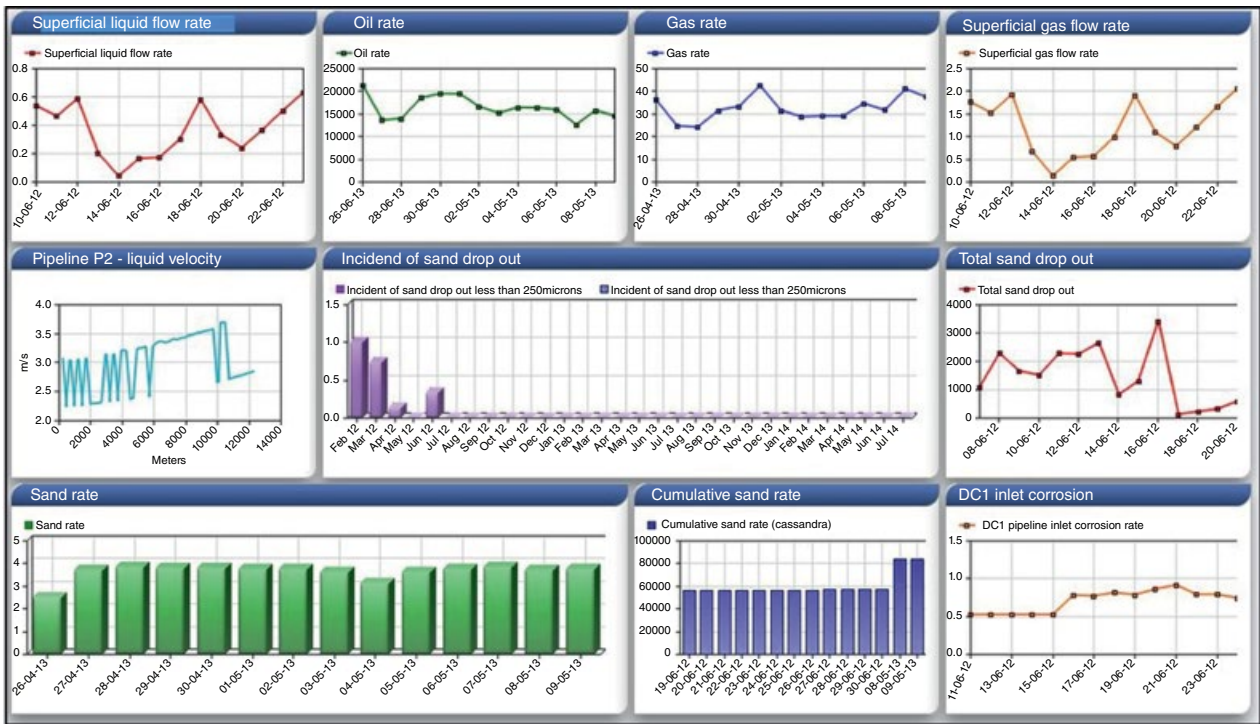 Superficial liquid flow rate
Superficial liquid flow rate
0.8
0.6
0.4
0.2
0.0
10-06-12 12-06-12 14-06-12 16-06-12 18-06-12 20-06-12 22-06-12
Oil rate
Oil rate
25000
20000
15000
10000
5000
0
26-06-13 28-06-13 30-06-13 02-05-13 04-05-13 06-05-13 08-05-13
Gas rate
Gas rate
50
40
30
20
10
0
26-04-13 28-04-13 30-04-13 02-05-13 04-05-13 06-05-13 08-05-13
Superficial gas flow rate
Superficial gas flow rate
2.5
2.0
1.5
1.0
0.5
0.0
10-06-12 12-06-12 14-06-12 16-06-12 18-06-12 20-06-12 22-06-12
Pipeline P2 - liquid velocity
4.0
3.5
3.0
2.5
2.0
m/s
0 2000 4000 6000 8000 10000 12000 14000
Meters
Incidend of sand drop out
Incident of sand drop out less than 250microns Incident of sand drop out less than 250microns
1.5
1.0
0.5
0.0
Feb 12 Mar 12 Apr 12 May 12 Jun 12 Jul 12 Aug 12 Sep 12 Oct 12 Nov 12 Dec 12 Jan 13 Feb 13 Mar 13 Apr 13 May 13 Jun 13 Jul 13 Aug 13 Sep 13 Oct 13 Nov 13 Dec 13 Jan 14 Feb 14 Mar 14 Apr 14 May 14 Jun 14 Jul 14
Total sand drop out
Total sand drop out
4000
3000
2000
1000
0
08-06-12 10-06-12 12-06-12 14-06-12 16-06-12 18-06-12 20-06-12
Sand rate
Sand rate
5
4
3
2
1
0
26-04-13 27-04-13 28-04-13 29-04-13 30-04-13 01-05-13 02-05-13 03-05-13 04-05-13 05-05-13 06-05-13 07-05-13 08-05-13 09-05-13
Cumulative sand rate
Cumulative sand rate (cassandra)
100000
80000
60000
40000
20000
0
19-06-12 20-06-12 21-06-12 22-06-12 23-06-12 24-06-12 25-06-12 26-06-12 27-06-12 28-06-12 29-06-12 30-06-12 08-05-13 09-05-13
DC1 inlet corrosion
DC1 pipeline inlet corrosion rate
1.5
1.0
0.5
0.0
11-06-12 13-06-12 15-06-12 17-06-12 19-06-12 21-06-12 23-06-12